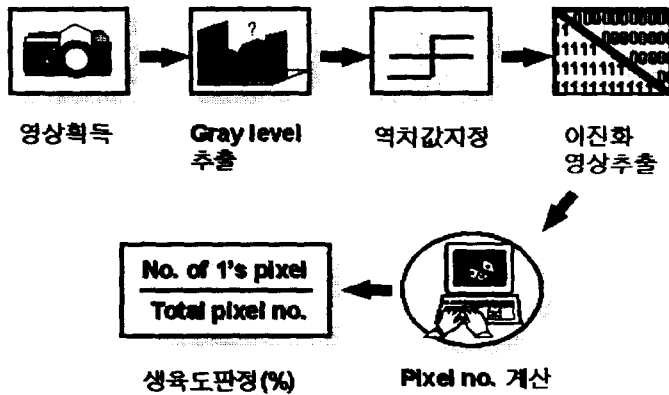 ?
영상획득
Gray level
추출
역치값지정
이진화
영상추출
No. of 1's pixel
Total pixel no.
생육도판정(%)
Pixel no. 계산